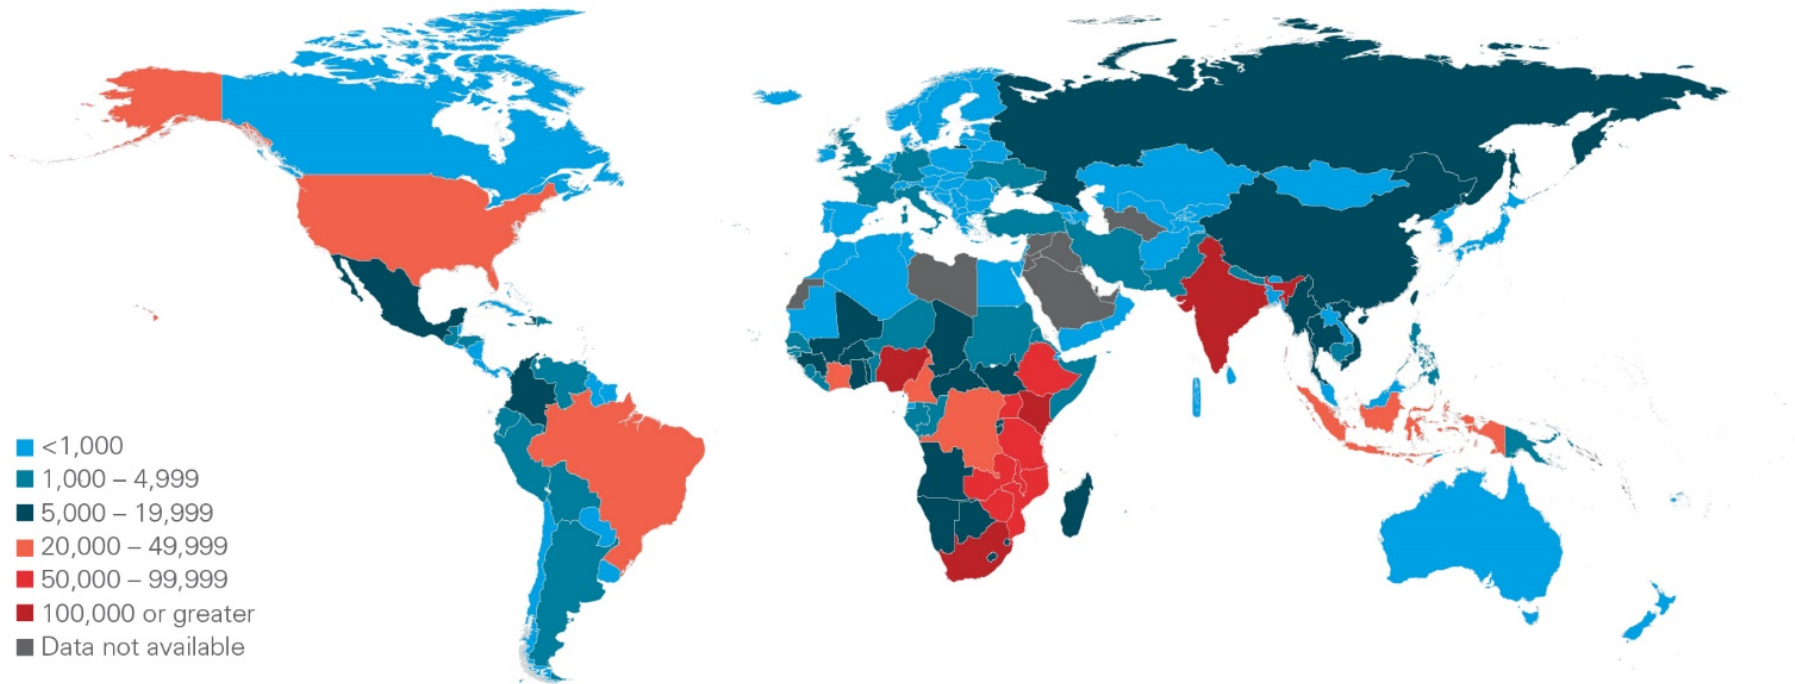 <1,000
1,000 – 4,999
5,000 – 19,999
20,000 – 49,999
50,000 – 99,999
100,000 or greater
Data not available